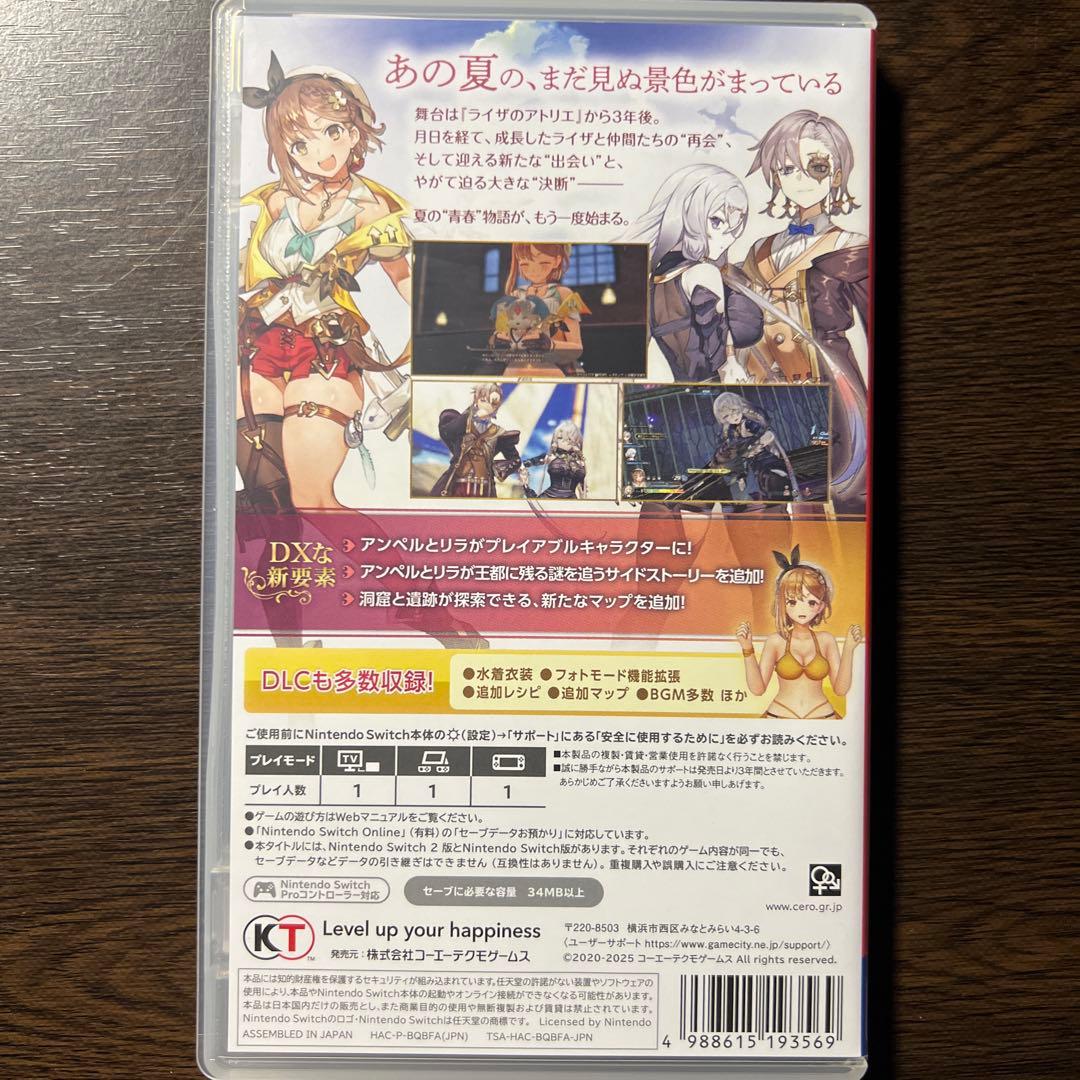 あの夏の、まだ見ぬ景色がまっている
舞台は『ライザのアトリエ』から3年後。
月日を経て、成長したライザと仲間たちの“再会”、
そして迎える新たな“出会い”と、
やがて迫る大きな“決断”――
夏の“青春”物語が、もう一度始まる。
DXな
新要素
アンペルとリラがプレイアブルキャラクターに!
アンペルとリラが王都に残る謎を追うサイドストーリーを追加!
洞窟と遺跡が探索できる、新たなマップを追加!
DLCも多数収録!
●水着衣装 ●フォトモード機能拡張
●追加レシピ ●追加マップ ●BGM多数 ほか
ご使用前にNintendo Switch本体の(設定)→「サポート」にある「安全に使用するために」を必ずお読みください。
プレイモード TV
プレイ人数 1 1 1
■本製品の複製・賃貸・営業使用を許諾なく行うことを禁じます。
■誠に勝手ながら本製品のサポートは発売日より3年間とさせていただきます。
あらかじめご了承くださいますようお願い申しあげます。
●ゲームの遊び方はWebマニュアルをご覧ください。
●「Nintendo Switch Online」(有料)の「セーブデータお預かり」に対応しています。
●本タイトルには、Nintendo Switch 2 版とNintendo Switch版があります。それぞれのゲーム内容が同一でも、
セーブデータなどデータの引き継ぎはできません(互換性はありません)。重複購入や誤購入にご注意ください。
Nintendo Switch
Proコントローラー対応
セーブに必要な容量 34MB以上
www.cero.gr.jp
KT
TM
Level up your happiness
発売元:株式会社コーエーテクモゲームス
〒220-8503 横浜市西区みなとみらい4-3-6
〈ユーザーサポート https://www.gamecity.ne.jp/support/〉
©2020-2025 コーエーテクモゲームス All rights reserved.
本品には知的財産権を保護するセキュリティが組み込まれています。任天堂の許諾がない装置やソフトウェアの
使用により、本品やNintendo Switch本体の起動やオンライン接続ができなくなる可能性があります。
本品は日本国内だけの販売とし、また商業目的の使用や無断複製および賃貸は禁止されています。
Nintendo Switchのロゴ・Nintendo Switchは任天堂の商標です。 Licensed by Nintendo
ASSEMBLED IN JAPAN HAC-P-BQBFA(JPN) TSA-HAC-BQBFA-JPN
4 988615 193569